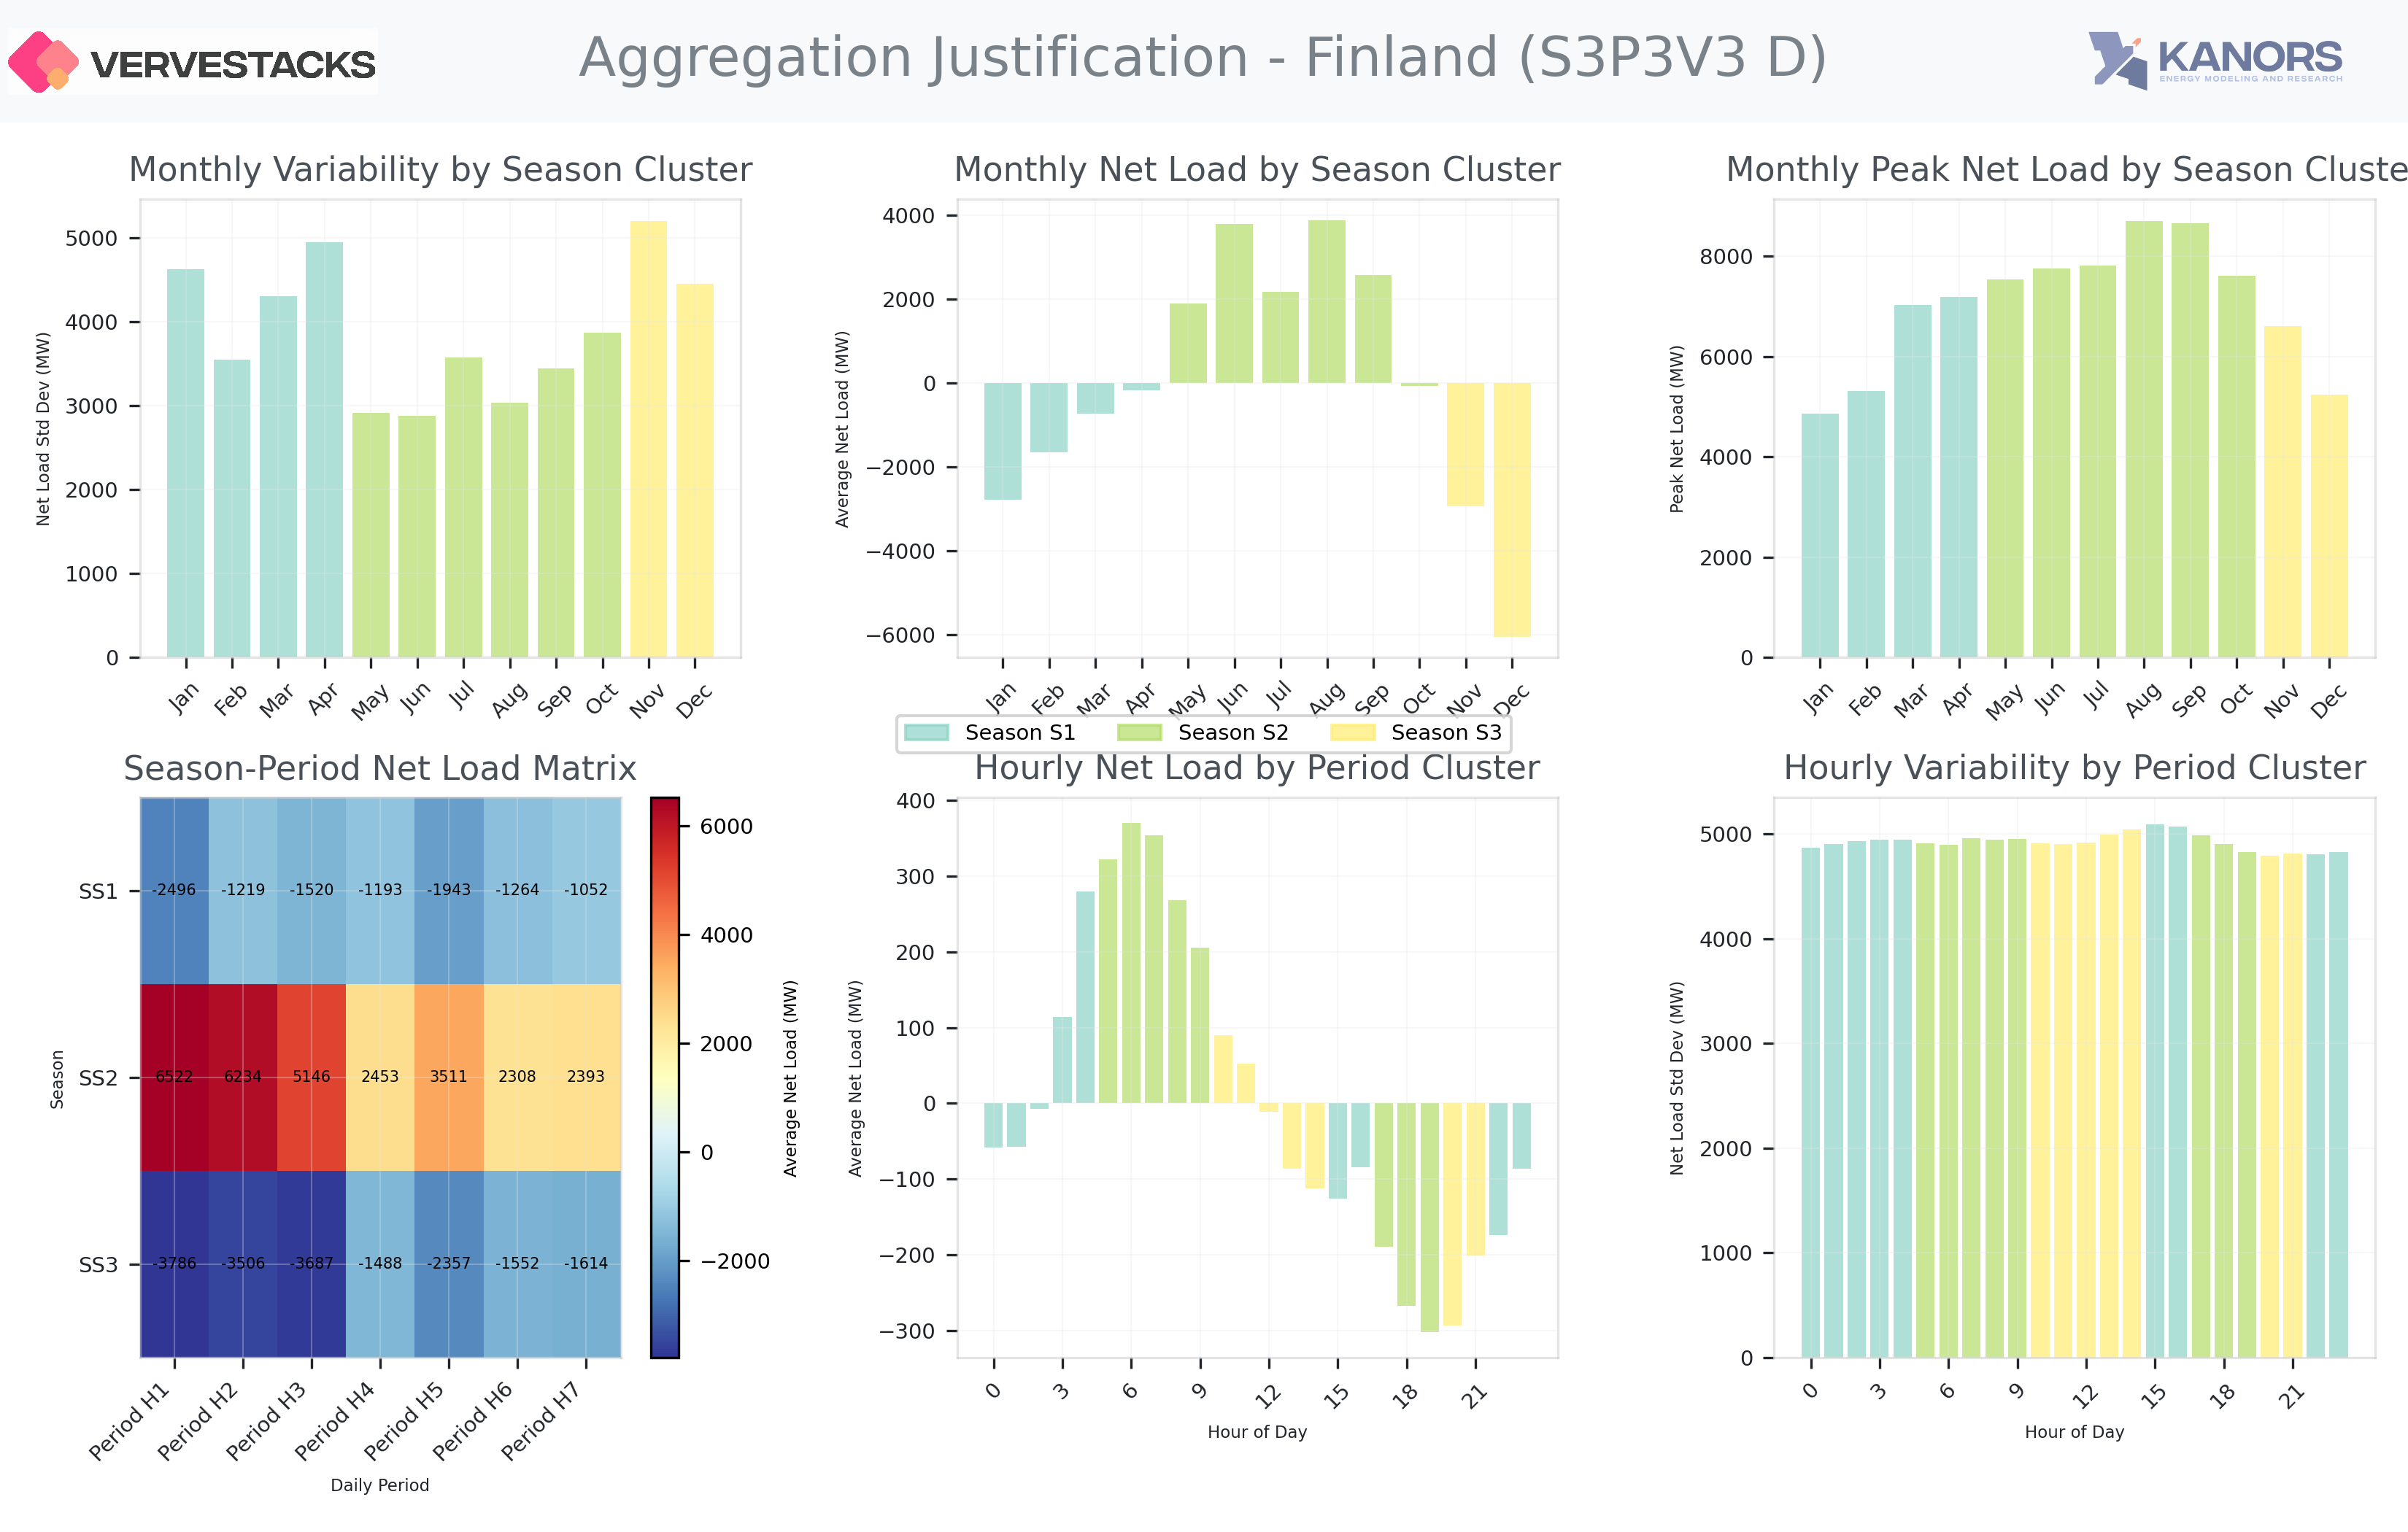 VERVESTACKS
Aggregation Justification - Finland (S3P3V3 D)
KANORS
ENERGY MODELING AND RESEARCH
Monthly Variability by Season Cluster
Net Load Std Dev (MW)
5000
4000
3000
2000
1000
0
Jan Feb Mar Apr May Jun Jul Aug Sep Oct Nov Dec
Monthly Net Load by Season Cluster
Average Net Load (MW)
4000
2000
0
−2000
−4000
−6000
Jan Feb Mar Apr May Jun Jul Aug Sep Oct Nov Dec
Monthly Peak Net Load by Season Cluste
Peak Net Load (MW)
8000
6000
4000
2000
0
Jan Feb Mar Apr May Jun Jul Aug Sep Oct Nov Dec
Season S1 Season S2 Season S3
Season-Period Net Load Matrix
Season
SS1 -2496 -1219 -1520 -1193 -1943 -1264 -1052
SS2 6522 6234 5146 2453 3511 2308 2393
SS3 -3786 -3506 -3687 -1488 -2357 -1552 -1614
Period H1 Period H2 Period H3 Period H4 Period H5 Period H6 Period H7
Daily Period
6000
4000
2000
0
−2000
Average Net Load (MW)
Hourly Net Load by Period Cluster
Average Net Load (MW)
400
300
200
100
0
−100
−200
−300
0 3 6 9 12 15 18 21
Hour of Day
Hourly Variability by Period Cluster
Net Load Std Dev (MW)
5000
4000
3000
2000
1000
0
0 3 6 9 12 15 18 21
Hour of Day